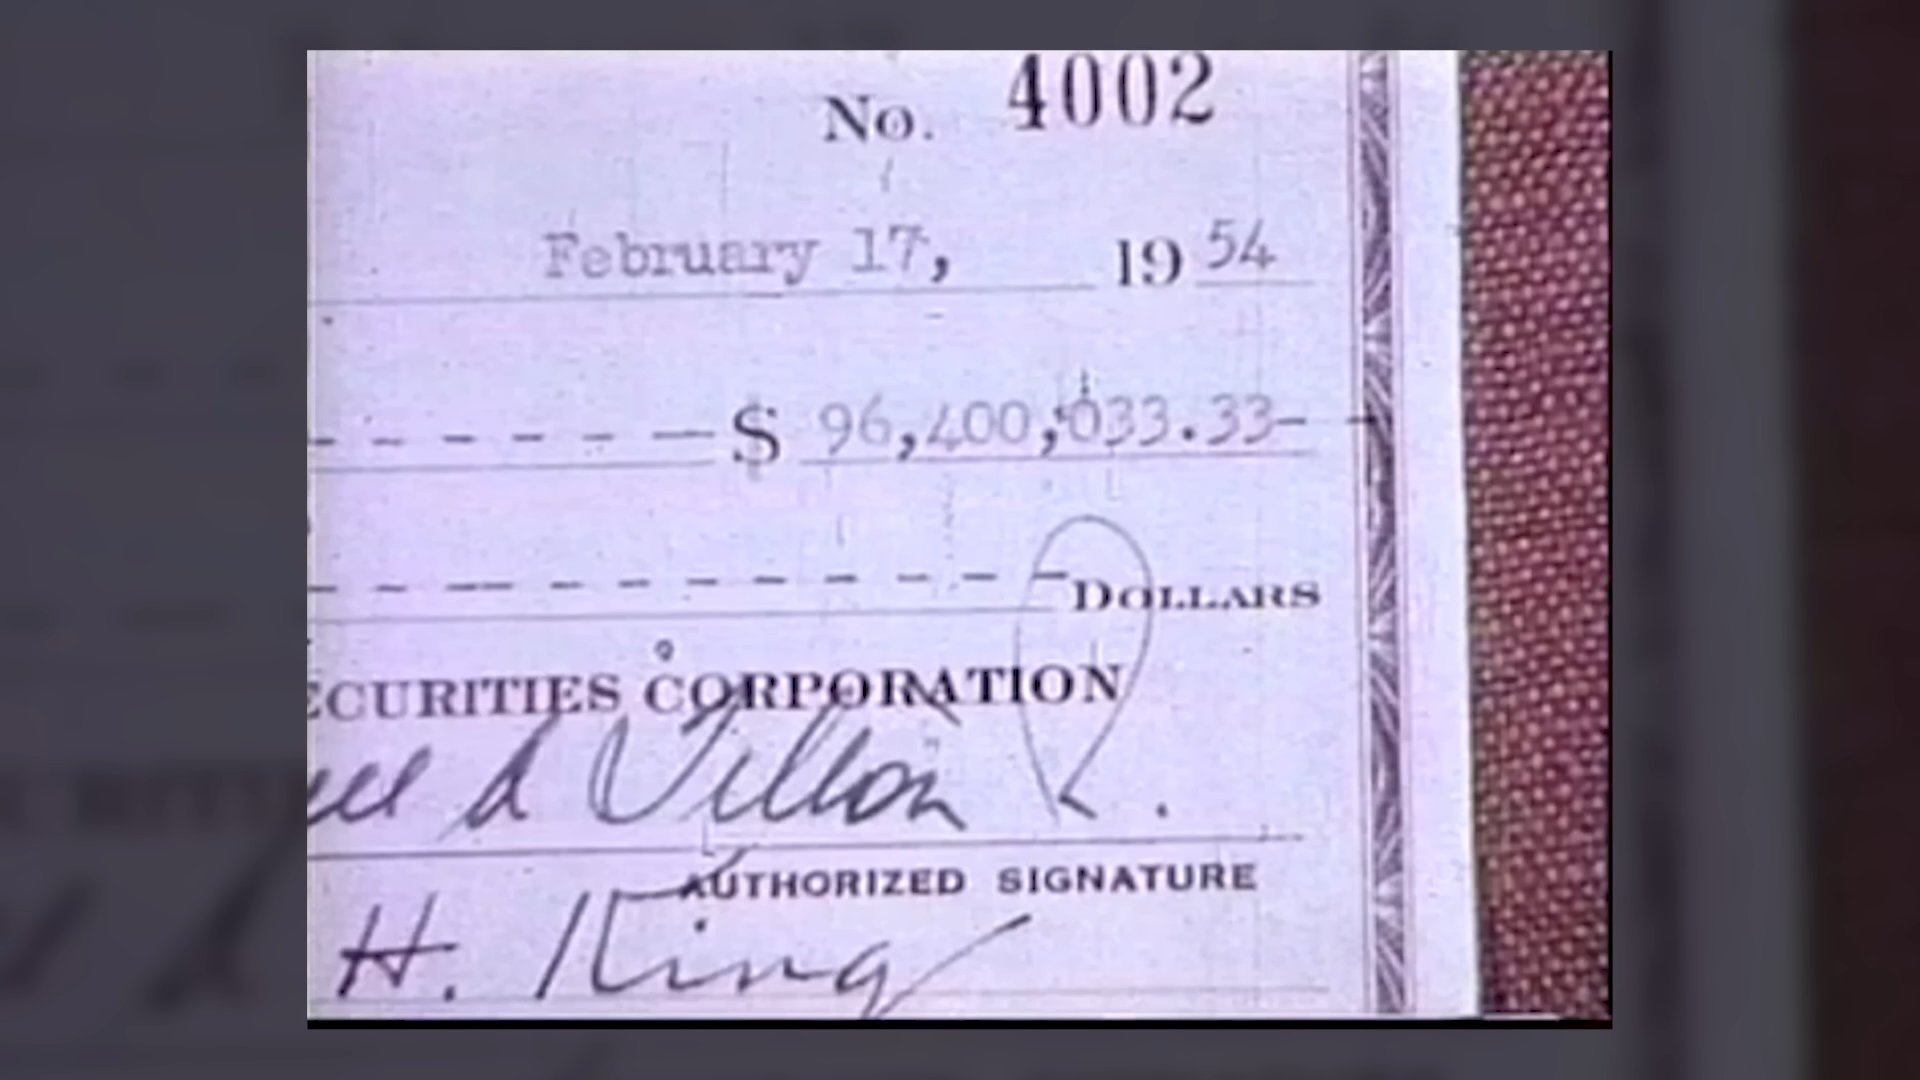 No. 4002
February 17, 1954
$ 96,400,033.33-
DOLLARS
ECURITIES CORPORATION
AUTHORIZED SIGNATURE
H. King